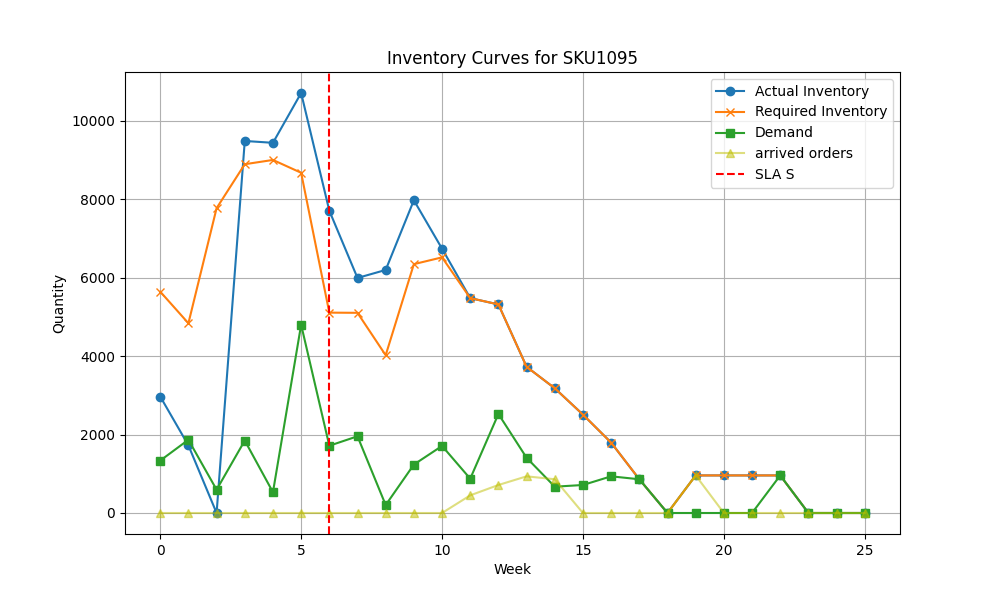 Inventory Curves for SKU1095
Actual Inventory
Required Inventory
Demand
arrived orders
SLA S
Quantity
10000
8000
6000
4000
2000
0
0 5 10 15 20 25
Week